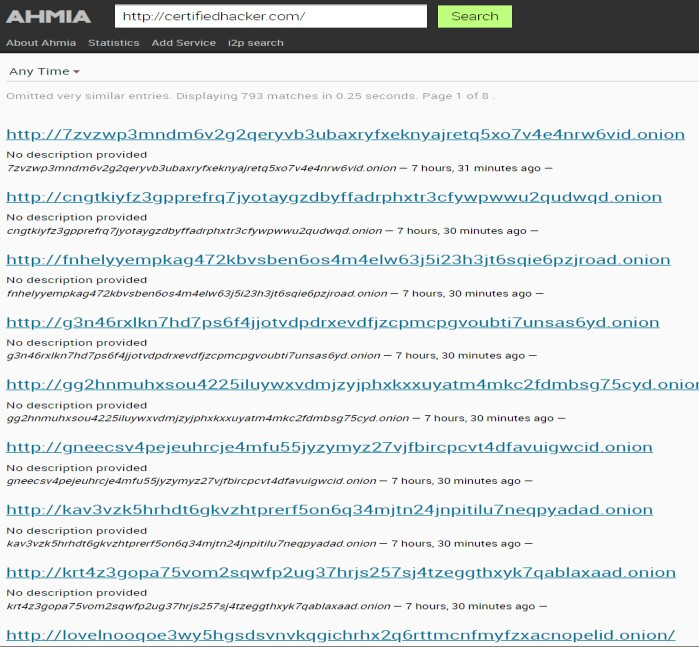 AHMIA http://certifiedhacker.com/ Search
About Ahmia Statistics Add Service i2p search
Any Time
Omitted very similar entries. Displaying 793 matches in 0.25 seconds. Page 1 of 8 .
http://7zvzwp3mndm6v2g2qeryvb3ubaxryfxeknyajretq5xo7v4e4nrw6vid.onion
No description provided
7zvzwp3mndm6v2g2qeryvb3ubaxryfxeknyajretq5xo7v4e4nrw6vid.onion — 7 hours, 31 minutes ago —
http://cngtkiyfz3gpprefrq7jyotaygzdbyffadrphxtr3cfywpwwu2qudwqd.onion
No description provided
cngtkiyfz3gpprefrq7jyotaygzdbyffadrphxtr3cfywpwwu2qudwqd.onion — 7 hours, 30 minutes ago —
http://fnhelyyempkag472kbvsben6os4m4elw63j5i23h3jt6sqie6pzjroad.onion
No description provided
fnhelyyempkag472kbvsben6os4m4elw63j5i23h3jt6sqie6pzjroad.onion — 7 hours, 30 minutes ago —
http://g3n46rxlkn7hd7ps6f4jjotvdpdrxevdfjzcpmcpgvoubti7unsas6yd.onion
No description provided
g3n46rxlkn7hd7ps6f4jjotvdpdrxevdfjzcpmcpgvoubti7unsas6yd.onion — 7 hours, 30 minutes ago —
http://gg2hnmuhxsou4225iluywxvdmjzyjphxkxxuyatm4mkc2fdmbsg75cyd.onion
No description provided
gg2hnmuhxsou4225iluywxvdmjzyjphxkxxuyatm4mkc2fdmbsg75cyd.onion — 7 hours, 30 minutes ago —
http://gneecsv4pejeuhrcje4mfu55jyzymyz27vjfbircpcvt4dfavuigwcid.onion
No description provided
gneecsv4pejeuhrcje4mfu55jyzymyz27vjfbircpcvt4dfavuigwcid.onion — 7 hours, 30 minutes ago —
http://kav3vzk5hrhdt6gkvzhtprerf5on6q34mjtn24jnpitilu7neqpyadad.onion
No description provided
kav3vzk5hrhdt6gkvzhtprerf5on6q34mjtn24jnpitilu7neqpyadad.onion — 7 hours, 30 minutes ago —
http://krt4z3gopa75vom2sqwfp2ug37hrjs257sj4tzeggthxyk7qablaxaad.onion
No description provided
krt4z3gopa75vom2sqwfp2ug37hrjs257sj4tzeggthxyk7qablaxaad.onion — 7 hours, 30 minutes ago —
http://lovelnooqoe3wy5hgsdsvnvkqgichrhx2q6rttmcnfmyfzxacnopelid.onion/